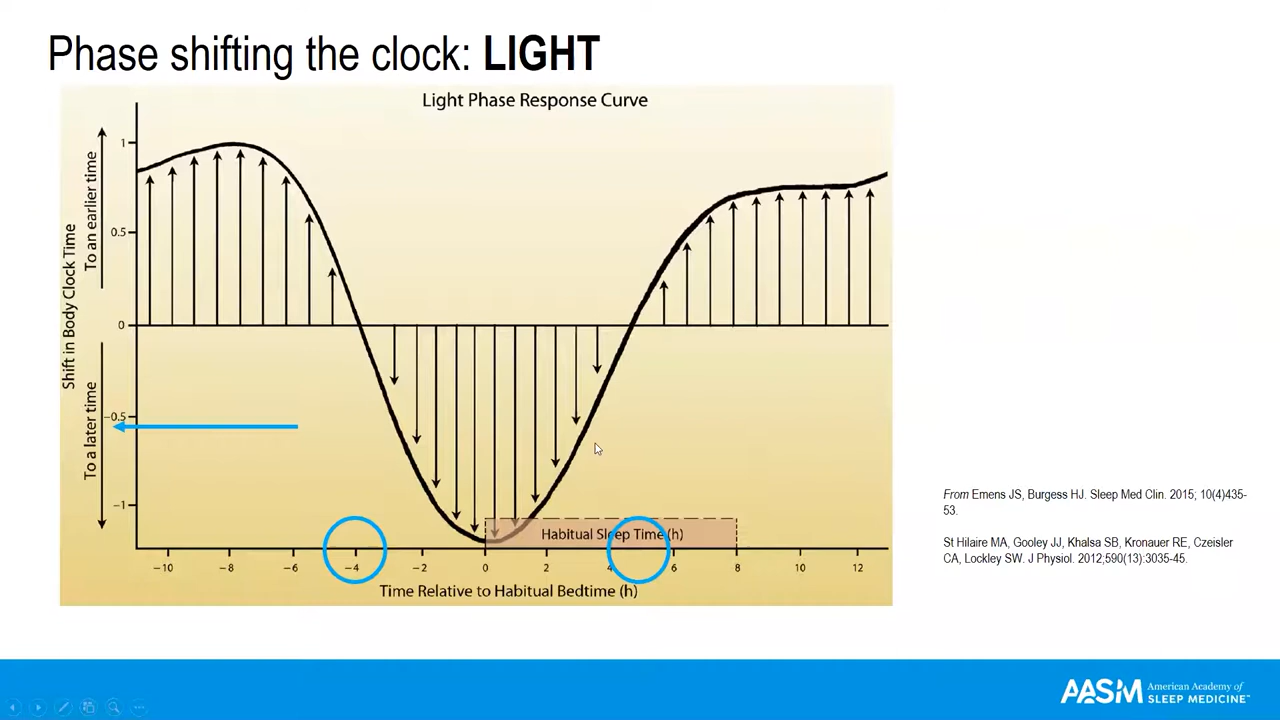 Phase shifting the clock: LIGHT
Light Phase Response Curve
Shift in Body Clock Time
To an earlier time
To a later time
1
0.5
0
−0.5
−1
Habitual Sleep Time (h)
−10 −8 −6 −4 −2 0 2 4 6 8 10 12
Time Relative to Habitual Bedtime (h)
From Emens JS, Burgess HJ. Sleep Med Clin. 2015; 10(4)435-
53.
St Hilaire MA, Gooley JJ, Khalsa SB, Kronauer RE, Czeisler
CA, Lockley SW. J Physiol. 2012;590(13):3035-45.
AASM American Academy of
SLEEP MEDICINE™